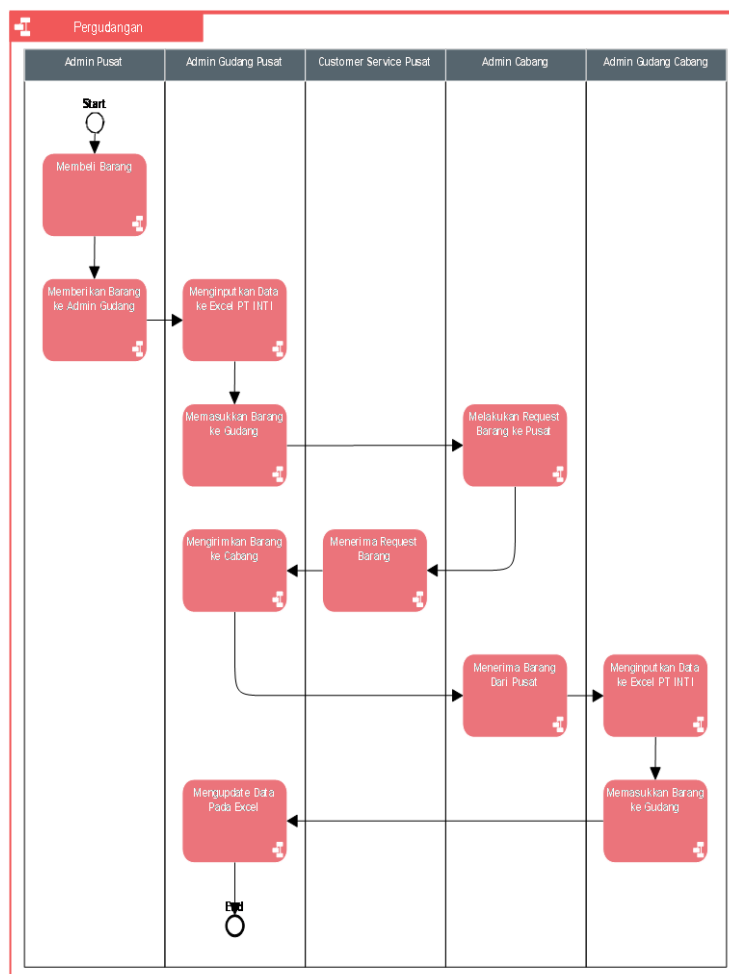 Pergudangan
Admin Pusat
Admin Gudang Pusat
Customer Service Pusat
Admin Cabang
Admin Gudang Cabang
Start
Membeli Barang
Memberikan Barang
ke Admin Gudang
Menginputkan Data
ke Excel PT INTI
Memasukkan Barang
ke Gudang
Melakukan Request
Barang ke Pusat
Mengirimkan Barang
ke Cabang
Menerima Request
Barang
Menerima Barang
Dari Pusat
Menginputkan Data
ke Excel PT INTI
Mengupdate Data
Pada Excel
Memasukkan Barang
ke Gudang
End